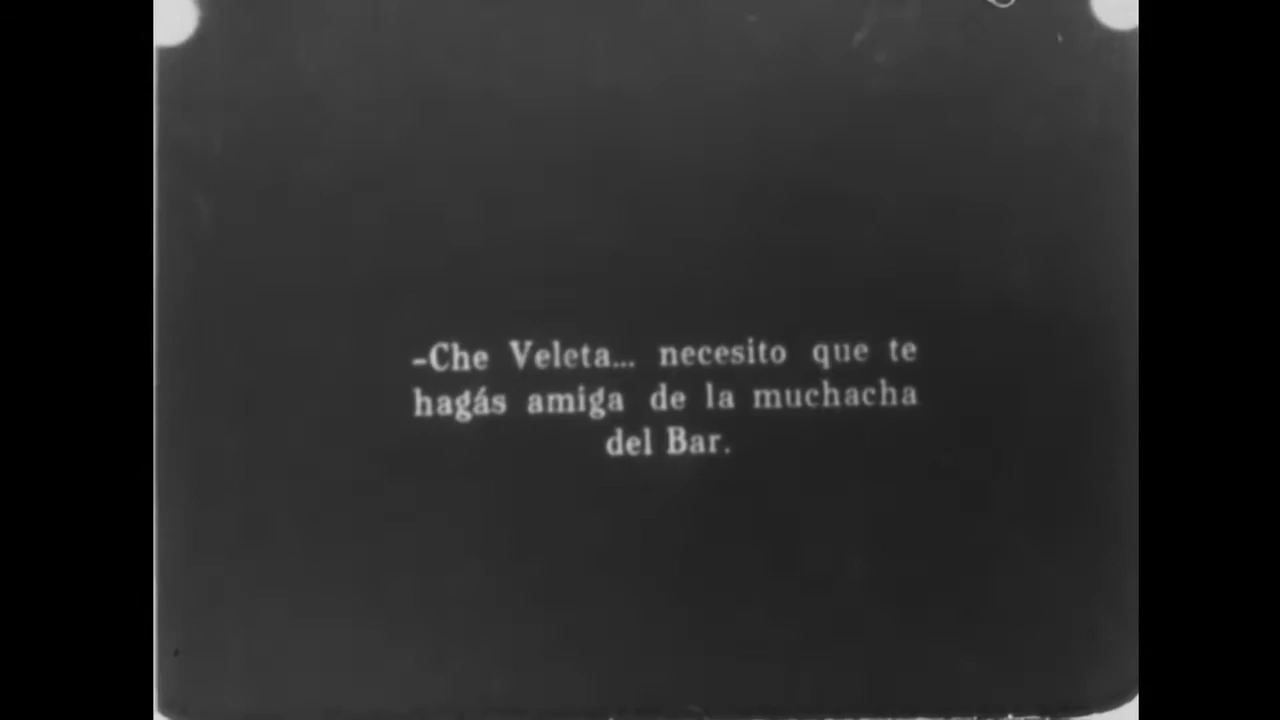 -Che Veleta... necesito que te
hagás amiga de la muchacha
del Bar.